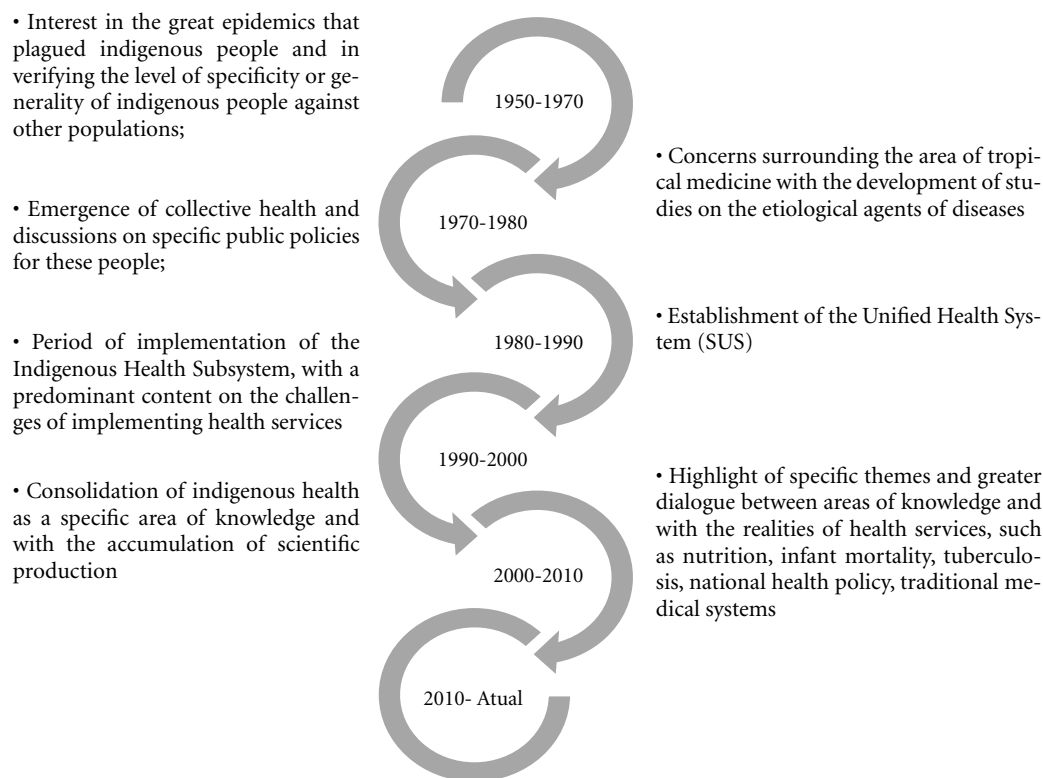 • Interest in the great epidemics that
plagued indigenous people and in
verifying the level of specificity or ge-
nerality of indigenous people against
other populations;
1950-1970
• Concerns surrounding the area of tropi-
cal medicine with the development of stu-
dies on the etiological agents of diseases
• Emergence of collective health and
discussions on specific public policies
for these people;
1970-1980
• Establishment of the Unified Health Sys-
tem (SUS)
1980-1990
• Period of implementation of the
Indigenous Health Subsystem, with a
predominant content on the challen-
ges of implementing health services
1990-2000
• Highlight of specific themes and greater
dialogue between areas of knowledge and
with the realities of health services, such
as nutrition, infant mortality, tuberculo-
sis, national health policy, traditional me-
dical systems
• Consolidation of indigenous health
as a specific area of knowledge and
with the accumulation of scientific
production
2000-2010
2010- Atual